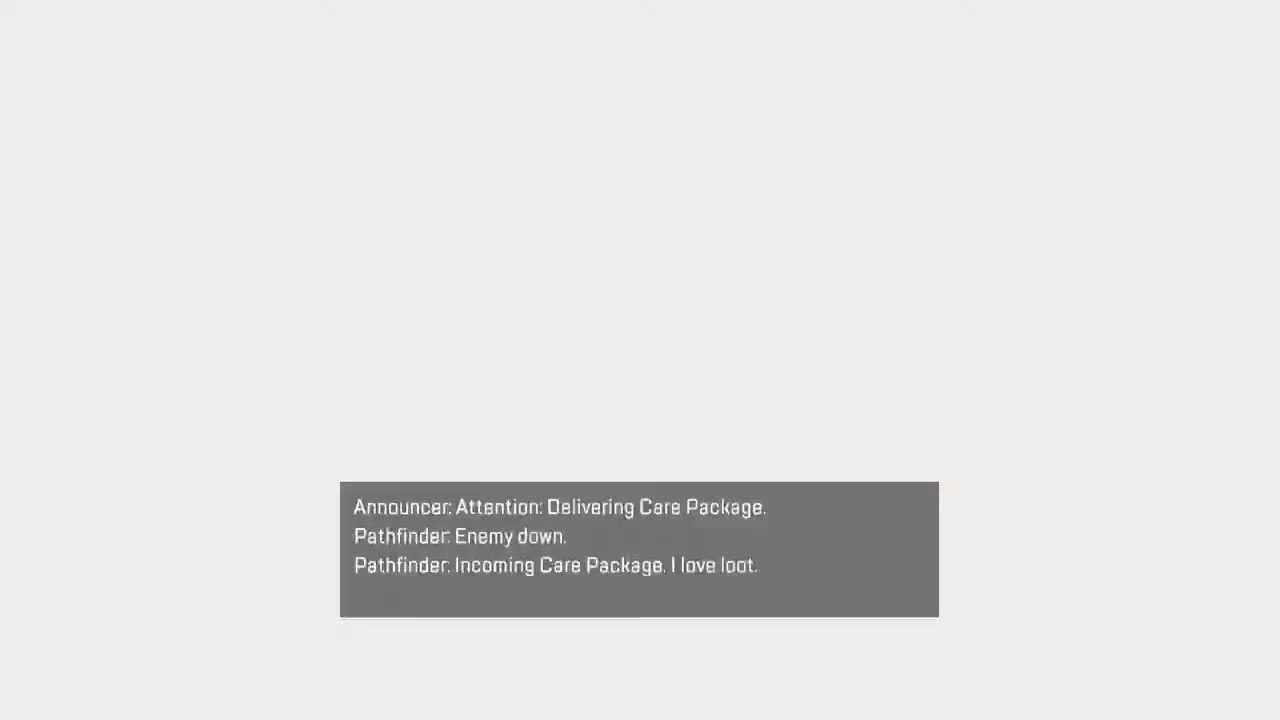 Announcer: Attention: Delivering Care Package.
Pathfinder: Enemy down.
Pathfinder: Incoming Care Package. I love loot.